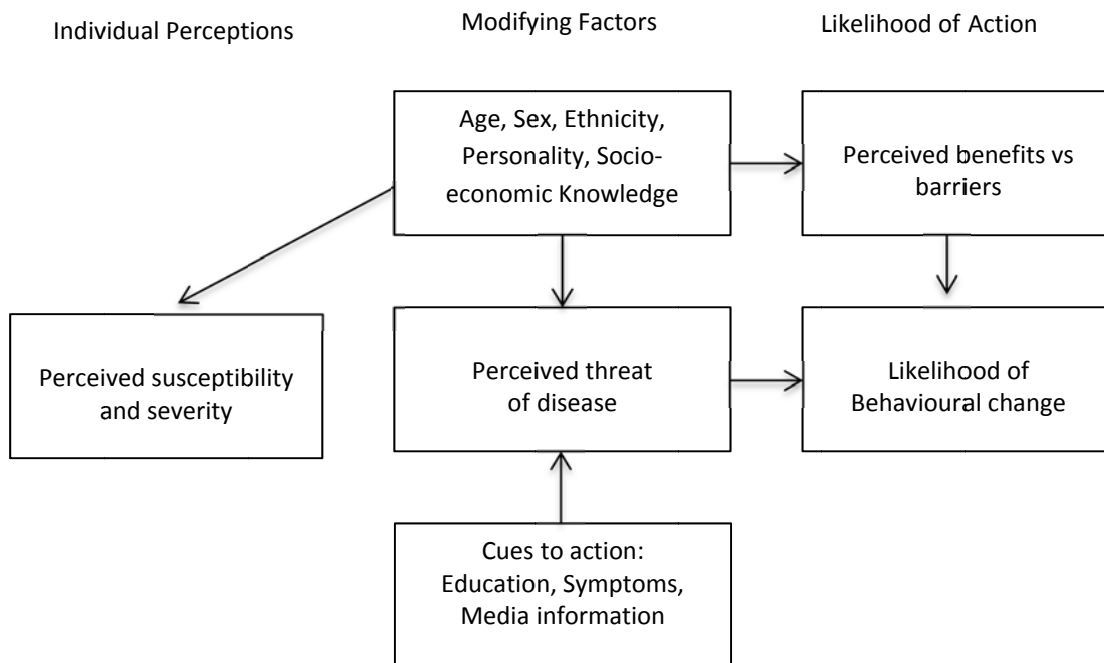 Individual Perceptions
Modifying Factors
Likelihood of Action
Age, Sex, Ethnicity,
Personality, Socio-
economic Knowledge
Perceived benefits vs
barriers
Perceived susceptibility
and severity
Perceived threat
of disease
Likelihood of
Behavioural change
Cues to action:
Education, Symptoms,
Media information